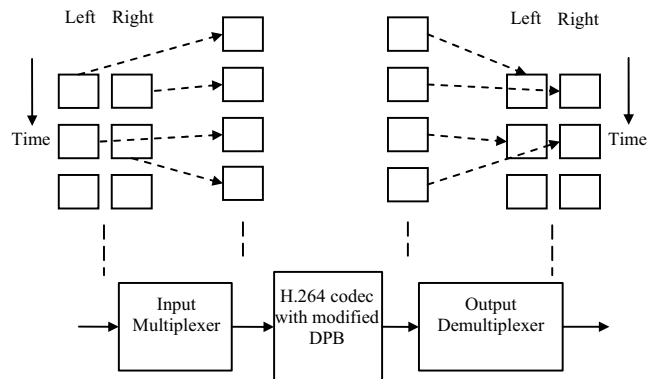 Left Right
Left Right
Time
Time
Input
Multiplexer
H.264 codec
with modified
DPB
Output
Demultiplexer